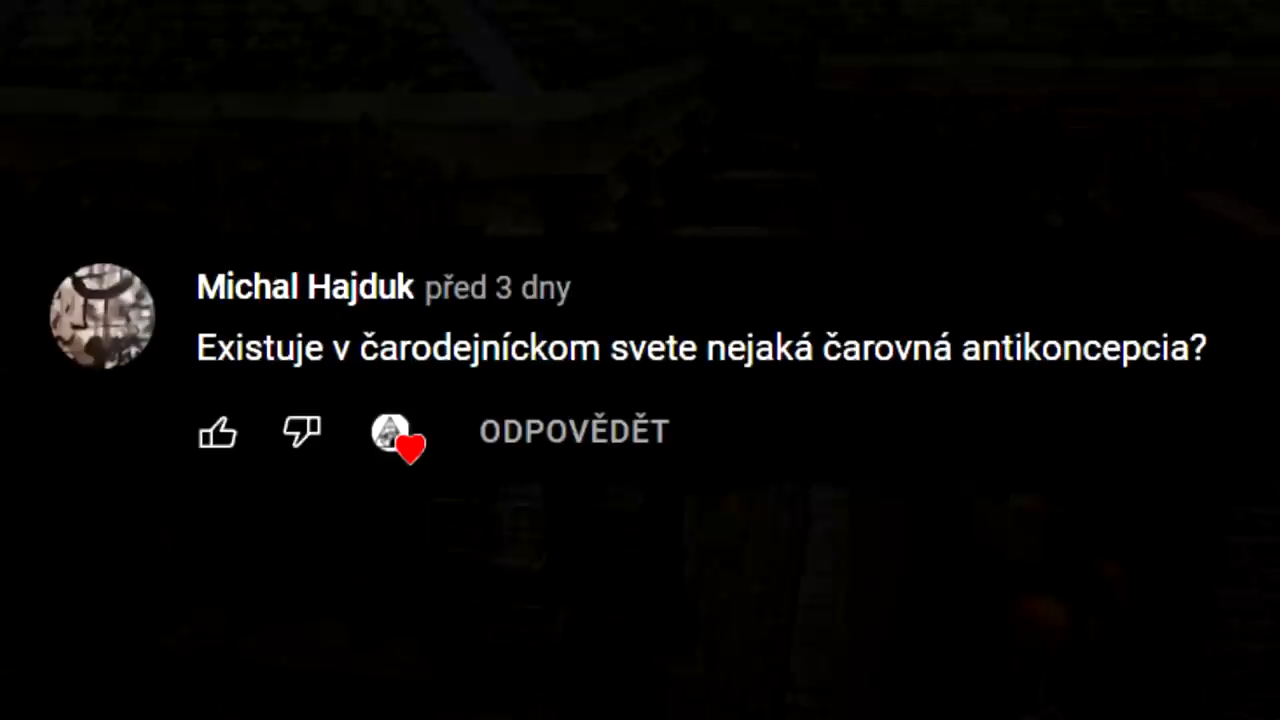 Michal Hajduk před 3 dny
Existuje v čarodejníckom svete nejaká čarovná antikoncepcia?
ODPOVĚDĚT